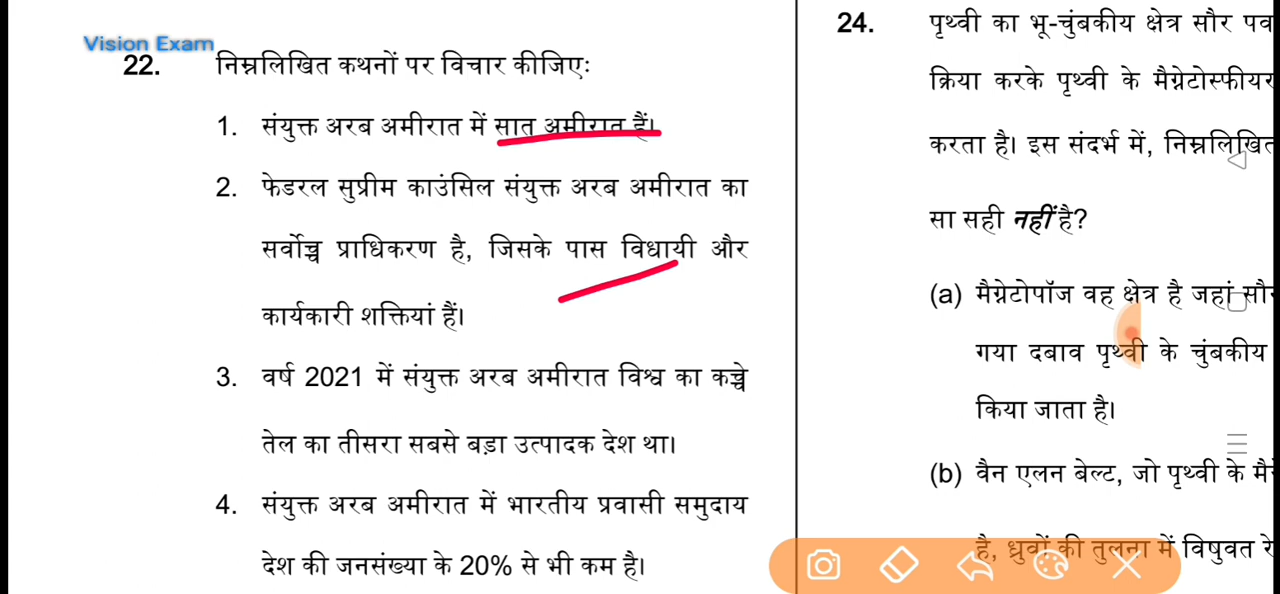 Vision Exam
22. निम्नलिखित कथनों पर विचार कीजिए:
1. संयुक्त अरब अमीरात में सात अमीरात हैं।
2. फेडरल सुप्रीम काउंसिल संयुक्त अरब अमीरात का
सर्वोच्च प्राधिकरण है, जिसके पास विधायी और
कार्यकारी शक्तियां हैं।
3. वर्ष 2021 में संयुक्त अरब अमीरात विश्व का कच्चे
तेल का तीसरा सबसे बड़ा उत्पादक देश था।
4. संयुक्त अरब अमीरात में भारतीय प्रवासी समुदाय
देश की जनसंख्या के 20% से भी कम है।
24. पृथ्वी का भू-चुंबकीय क्षेत्र सौर पव
क्रिया करके पृथ्वी के मैग्नेटोस्फीयर
करता है। इस संदर्भ में, निम्नलिखित
सा सही नहीं है?
(a) मैग्नेटोपॉज वह क्षेत्र है जहां सौ
गया दबाव पृथ्वी के चुंबकीय
किया जाता है।
(b) वैन एलन बेल्ट, जो पृथ्वी के मै
है, ध्रुवों की तुलना में विषुवत रे